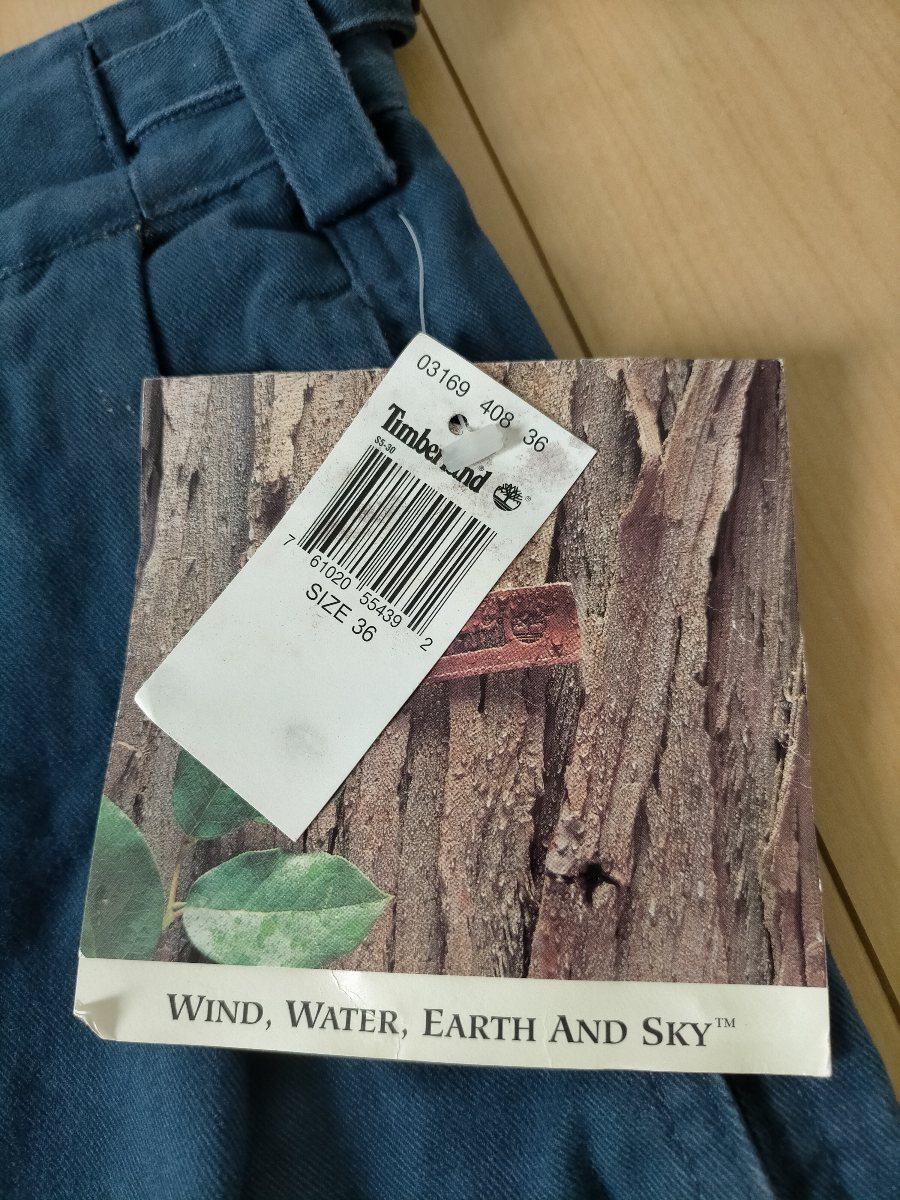 03169 408 36
Timberland ®
S5-30
7 61020 55439 2
SIZE 36
WIND, WATER, EARTH AND SKY™